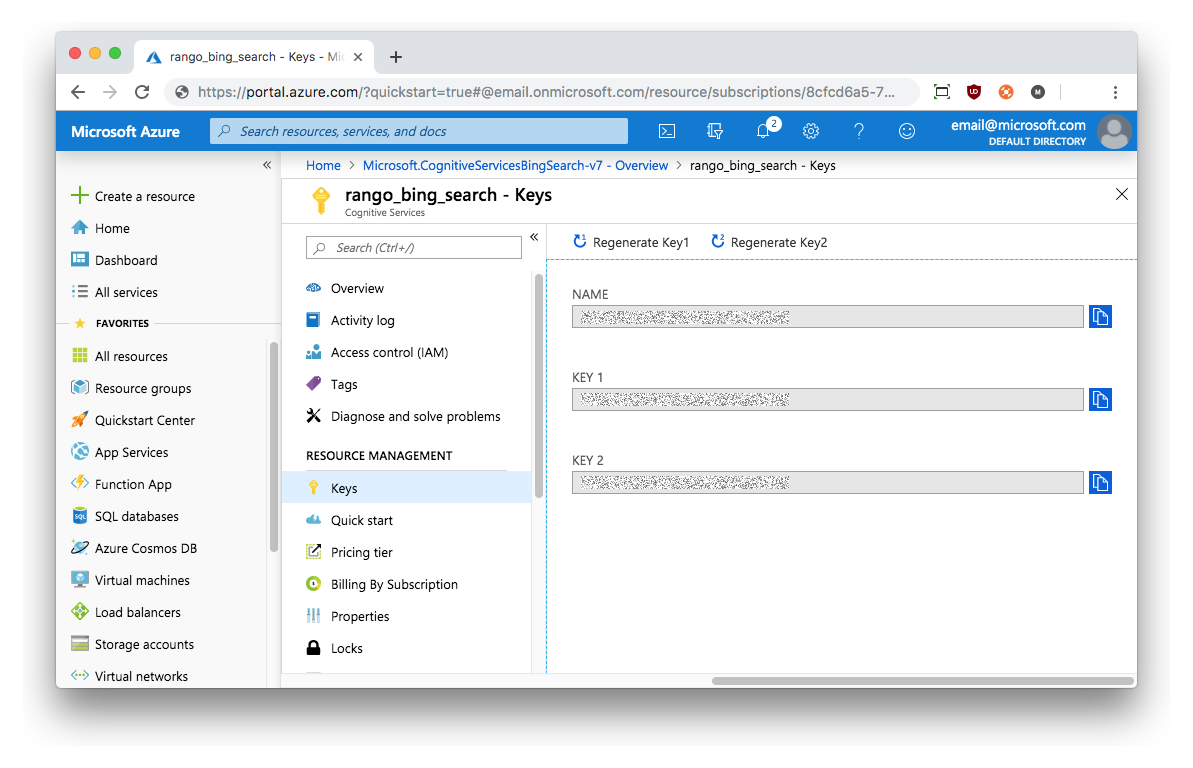 rango_bing_search - Keys - Mic
https://portal.azure.com/?quickstart=true#@email.onmicrosoft.com/resource/subscriptions/8cfcd6a5-7...
UD
M
Microsoft Azure
Search resources, services, and docs
2
email@microsoft.com
DEFAULT DIRECTORY
Home > Microsoft.CognitiveServicesBingSearch-v7 - Overview > rango_bing_search - Keys
Create a resource
Home
Dashboard
All services
FAVORITES
All resources
Resource groups
Quickstart Center
App Services
Function App
SQL
SQL databases
Azure Cosmos DB
Virtual machines
Load balancers
Storage accounts
Virtual networks
rango_bing_search - Keys
Cognitive Services
Search (Ctrl+/)
Overview
Activity log
Access control (IAM)
Tags
Diagnose and solve problems
RESOURCE MANAGEMENT
Keys
Quick start
Pricing tier
Billing By Subscription
Properties
Locks
1 Regenerate Key1
2 Regenerate Key2
NAME
KEY 1
KEY 2